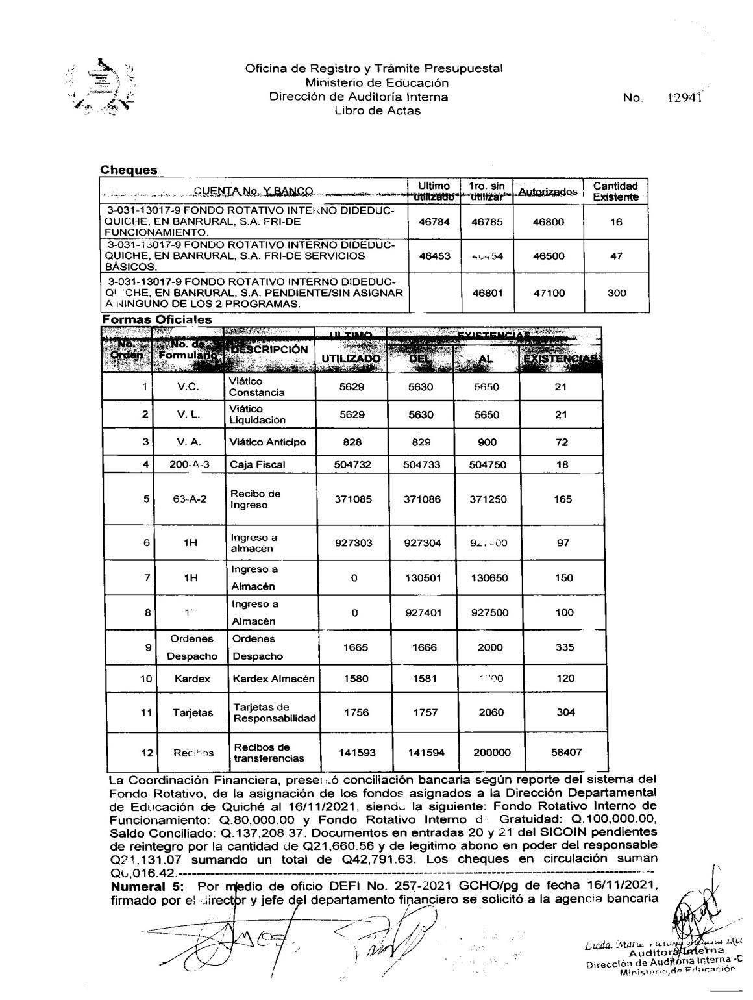 Oficina de Registro y Trámite Presupuestal
Ministerio de Educación
Dirección de Auditoría Interna
Libro de Actas
No. 12941
Cheques
CUENTA No. Y BANCO Ultimo utilizado 1ro. sin utilizar Autorizados Cantidad Existente
3-031-13017-9 FONDO ROTATIVO INTERNO DIDEDUC-
QUICHE, EN BANRURAL, S.A. FRI-DE
FUNCIONAMIENTO. 46784 46785 46800 16
3-031-13017-9 FONDO ROTATIVO INTERNO DIDEDUC-
QUICHE, EN BANRURAL, S.A. FRI-DE SERVICIOS
BÁSICOS. 46453 46500 47
3-031-13017-9 FONDO ROTATIVO INTERNO DIDEDUC-
QUICHE, EN BANRURAL, S.A. PENDIENTE/SIN ASIGNAR
A NINGUNO DE LOS 2 PROGRAMAS. 46801 47100 300
Formas Oficiales
No. Orden No. de Formulario DESCRIPCIÓN ULTIMO UTILIZADO EXISTENCIAS DEL AL EXISTENCIAS
1 V.C. Viático Constancia 5629 5630 5650 21
2 V. L. Viático Liquidación 5629 5630 5650 21
3 V. A. Viático Anticipo 828 829 900 72
4 200-A-3 Caja Fiscal 504732 504733 504750 18
5 63-A-2 Recibo de Ingreso 371085 371086 371250 165
6 1H Ingreso a almacén 927303 927304 97
7 1H Ingreso a Almacén 0 130501 130650 150
8 Ingreso a Almacén 0 927401 927500 100
9 Ordenes Despacho Ordenes Despacho 1665 1666 2000 335
10 Kardex Kardex Almacén 1580 1581 120
11 Tarjetas Tarjetas de Responsabilidad 1756 1757 2060 304
12 Recibos Recibos de transferencias 141593 141594 200000 58407
La Coordinación Financiera, presentó conciliación bancaria según reporte del sistema del
Fondo Rotativo, de la asignación de los fondos asignados a la Dirección Departamental
de Educación de Quiché al 16/11/2021, siendo la siguiente: Fondo Rotativo Interno de
Funcionamiento: Q.80,000.00 y Fondo Rotativo Interno de Gratuidad: Q.100,000.00,
Saldo Conciliado: Q.137,208.37. Documentos en entradas 20 y 21 del SICOIN pendientes
de reintegro por la cantidad de Q21,660.56 y de legitimo abono en poder del responsable
Q21,131.07 sumando un total de Q42,791.63. Los cheques en circulación suman
Numeral 5: Por medio de oficio DEFI No. 257-2021 GCHO/pg de fecha 16/11/2021,
firmado por el director y jefe del departamento financiero se solicitó a la agencia bancaria
Licda.
Auditora Interna
Dirección de Auditoría Interna
Ministerio de Educación